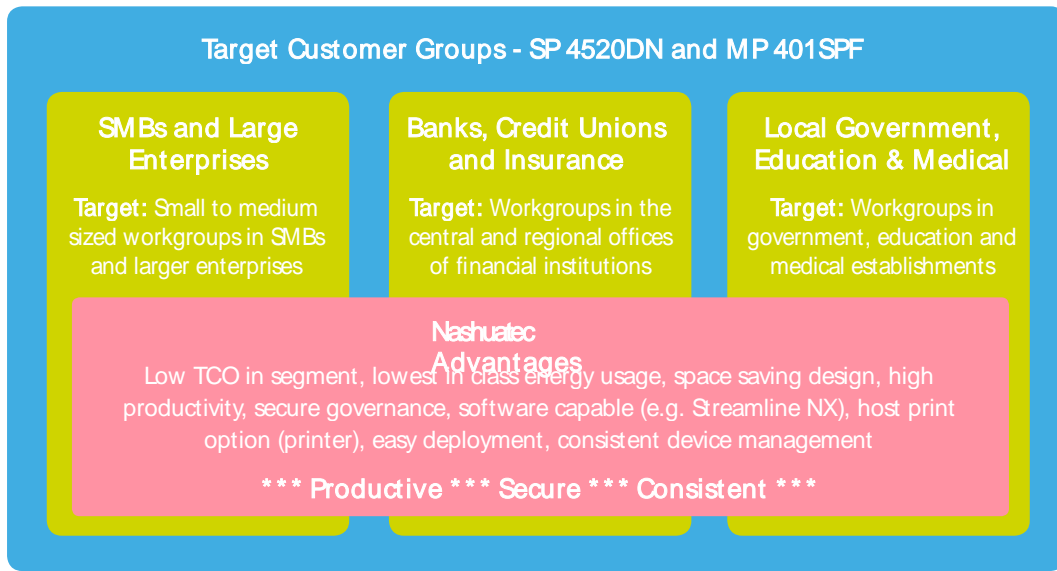 Target Customer Groups - SP 4520DN and MP 401SPF
SMBs and Large
Enterprises
Target: Small to medium
sized workgroups in SMBs
and larger enterprises
Banks, Credit Unions
and Insurance
Target: Workgroups in the
central and regional offices
of financial institutions
Local Government,
Education & Medical
Target: Workgroups in
government, education and
medical establishments
Nashuatec
Advantages
Low TCO in segment, lowest in class energy usage, space saving design, high
productivity, secure governance, software capable (e.g. Streamline NX), host print
option (printer), easy deployment, consistent device management
*** Productive *** Secure *** Consistent ***